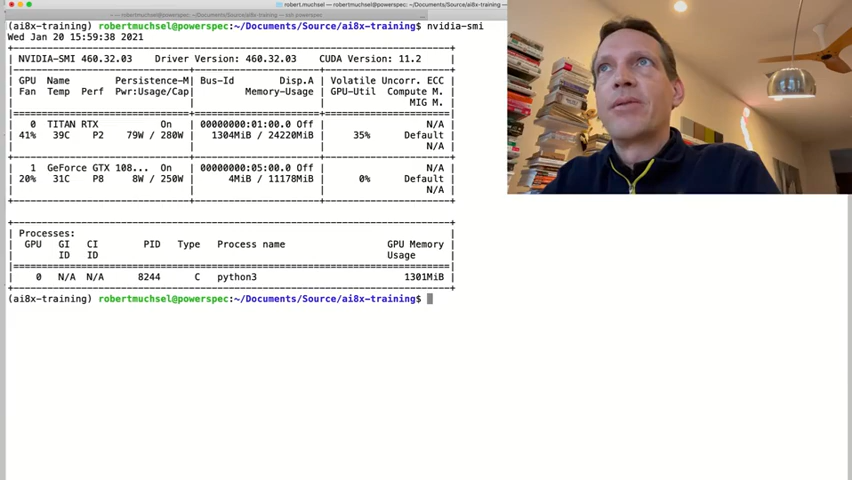 robert.muchsel — robertmuchsel@powerspec: ~/Documents/Source/ai8x-training
(ai8x-training) robertmuchsel@powerspec:~/Documents/Source/ai8x-training$ nvidia-smi
Wed Jan 20 15:59:38 2021
NVIDIA-SMI 460.32.03    Driver Version: 460.32.03    CUDA Version: 11.2
GPU  Name        Persistence-M| Bus-Id        Disp.A | Volatile Uncorr. ECC
Fan  Temp  Perf  Pwr:Usage/Cap|         Memory-Usage | GPU-Util  Compute M.
MIG M.
0  TITAN RTX           On  | 00000000:01:00.0 Off |                  N/A
41%   39C    P2    79W / 280W |   1304MiB / 24220MiB |     35%      Default
N/A
1  GeForce GTX 108...  On  | 00000000:05:00.0 Off |                  N/A
20%   31C    P8     8W / 250W |      4MiB / 11178MiB |      0%      Default
N/A
Processes:
GPU   GI   CI        PID   Type   Process name                  GPU Memory
ID   ID                                                   Usage
0   N/A  N/A      8244      C   python3                          1301MiB
(ai8x-training) robertmuchsel@powerspec:~/Documents/Source/ai8x-training$